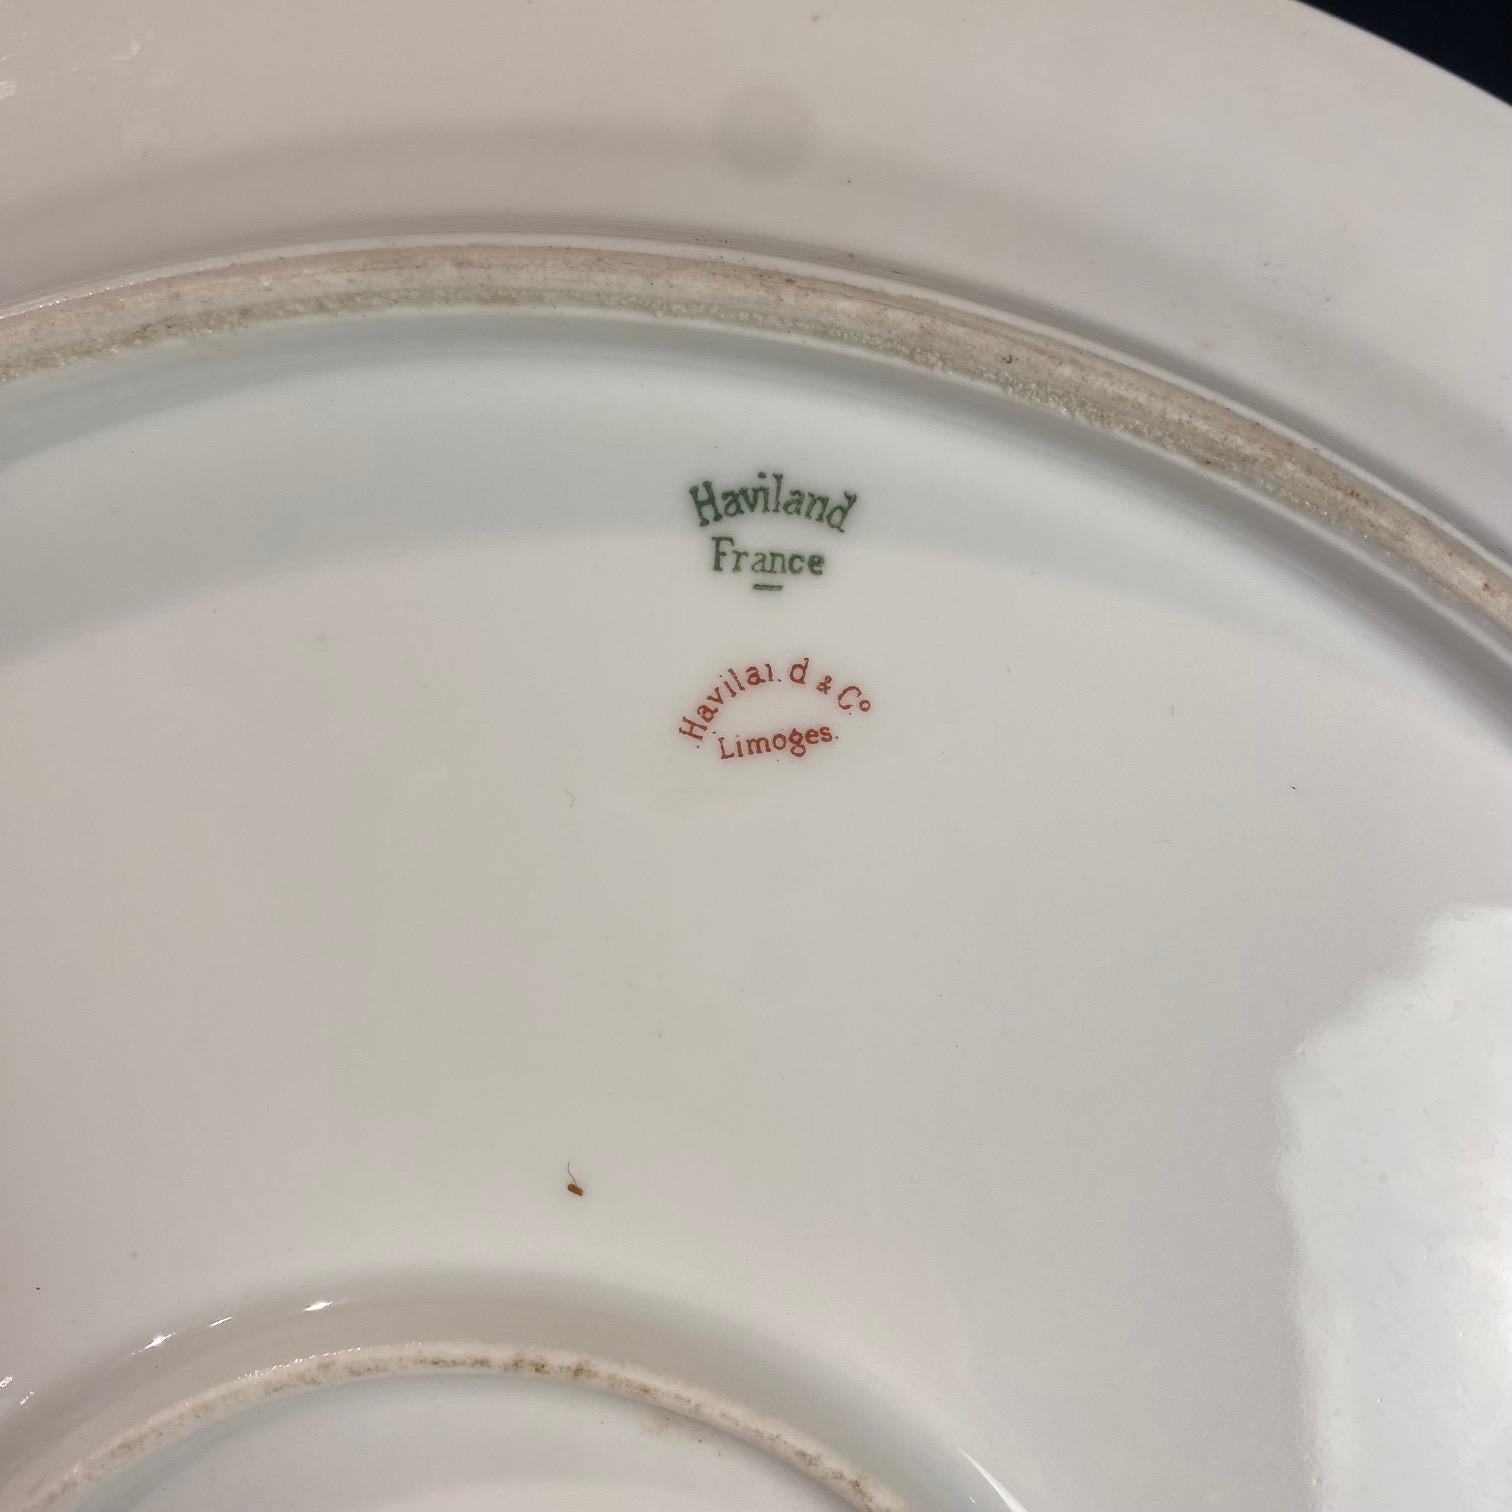 Haviland
France
Haviland & Co.
Limoges.